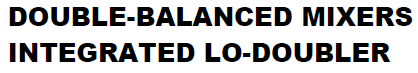 DOUBLE-BALANCED MIXERS
INTEGRATED LO-DOUBLER